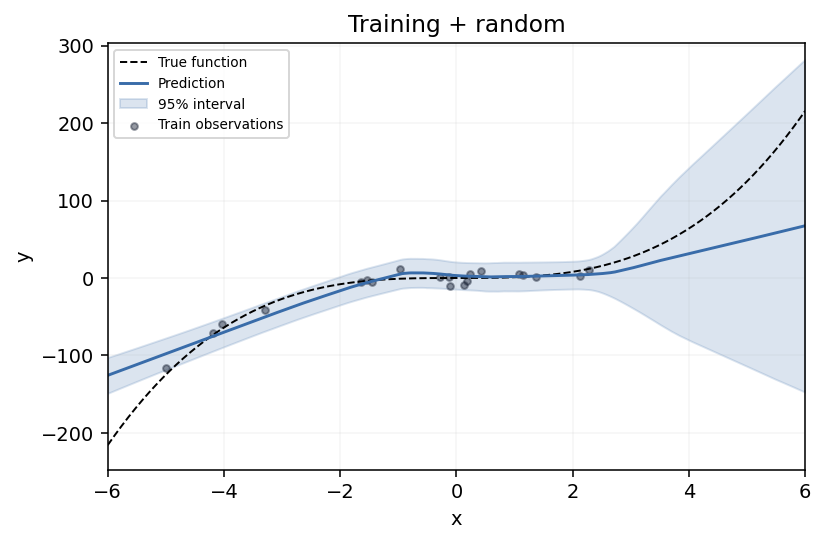 Training + random
300
200
100
0
−100
−200
y
True function
Prediction
95% interval
Train observations
−6
−4
−2
0
2
4
6
x